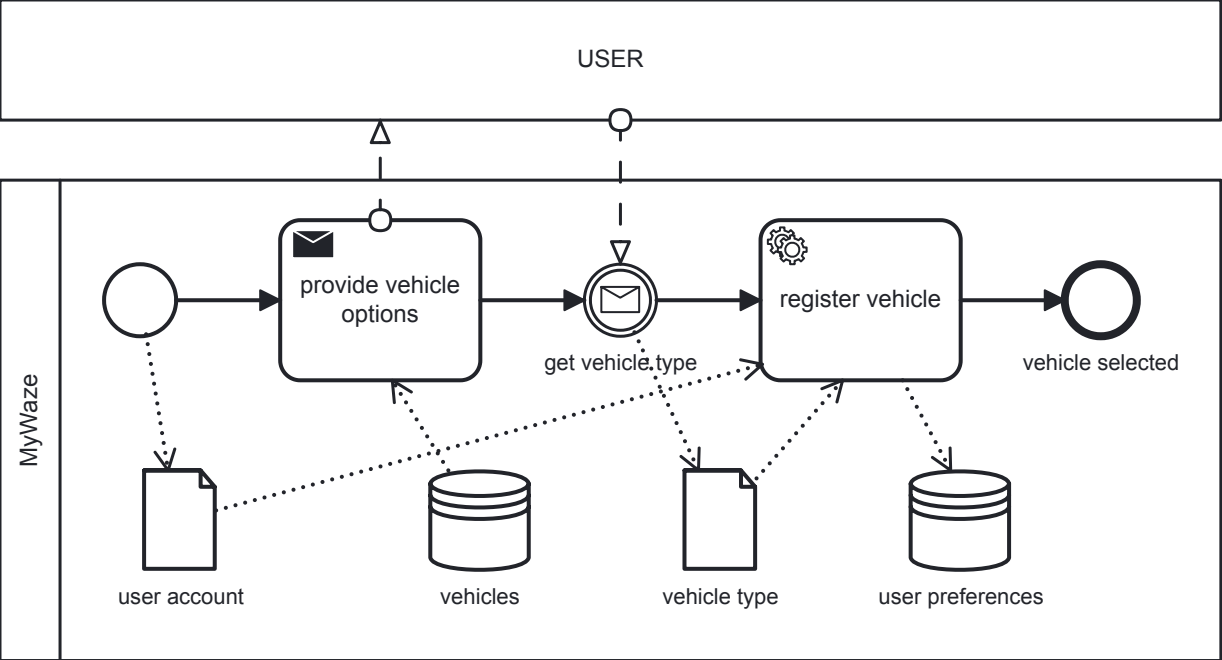 USER
MyWaze
provide vehicle
options
get vehicle type
register vehicle
vehicle selected
user account
vehicles
vehicle type
user preferences